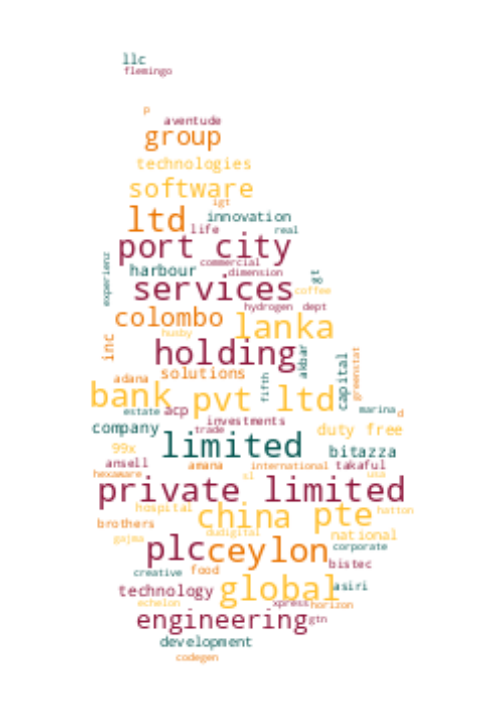 llc
flemingo
p
aventude
group
technologies
software
igt
ltd innovation
life real
port city
commercial
harbour dimension
experienz
services
coffee
hydrogen dept
colombo lanka
husby
inc holding
akbar
solutions
greenstat
adana fifth capital
bank pvt ltd
estate acp marina d
investments
company trade duty free
limited
99x bitazza
ansell amana international takaful
hexaware sl usa
private limited
hospital hatton
china pte
brothers
dudigital national
gajma
plc ceylon corporate
bistec
creative food
technology global asiri
echelon xpress horizon
engineering gtn
development
codegen